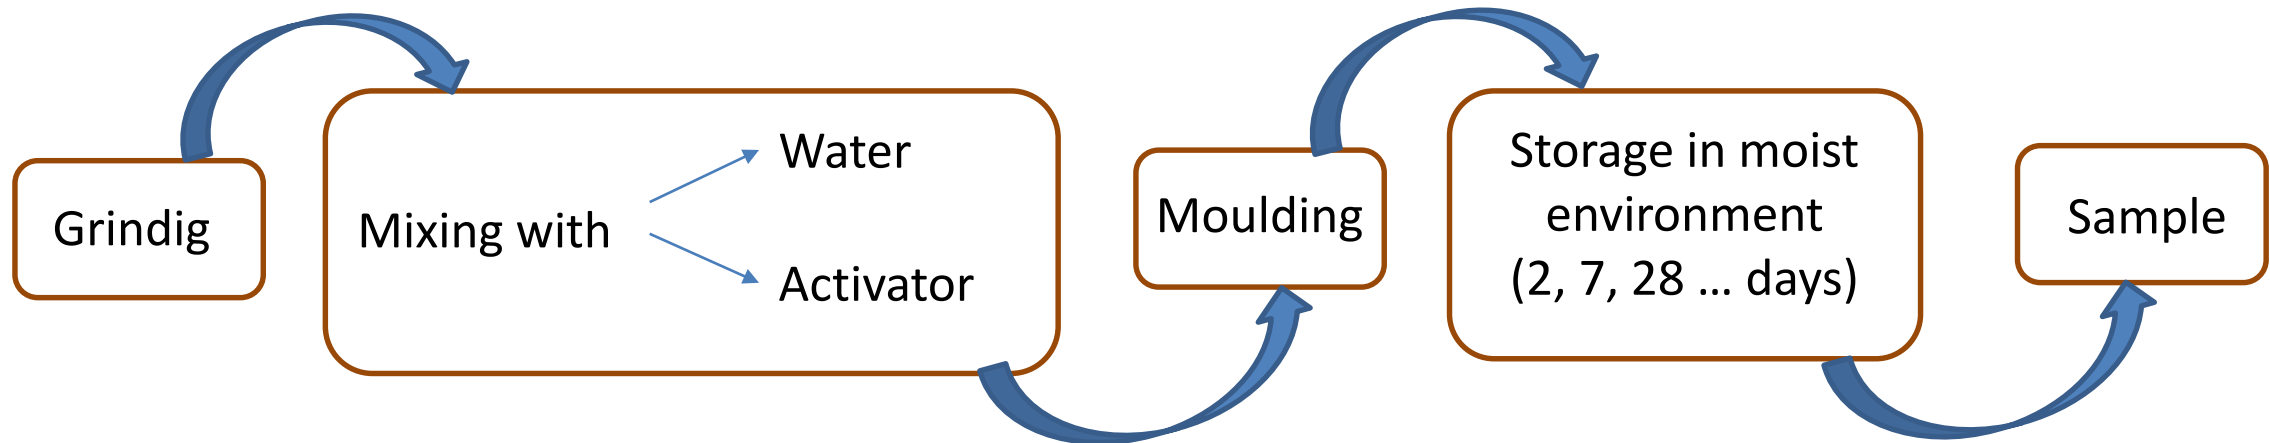 Grindig
Mixing with
Water
Activator
Moulding
Storage in moist
environment
(2, 7, 28 ... days)
Sample